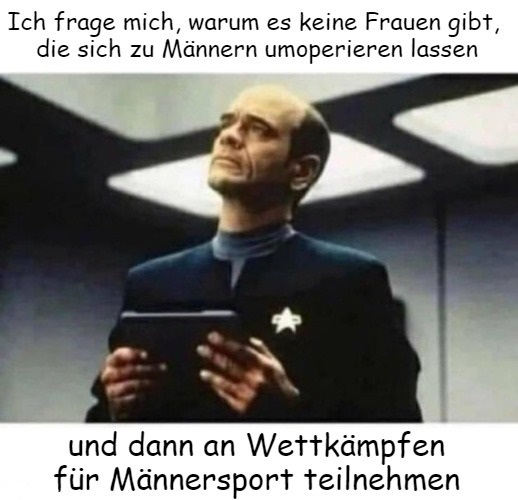 Ich frage mich, warum es keine Frauen gibt,
die sich zu Männern umoperieren lassen
und dann an Wettkämpfen
für Männersport teilnehmen